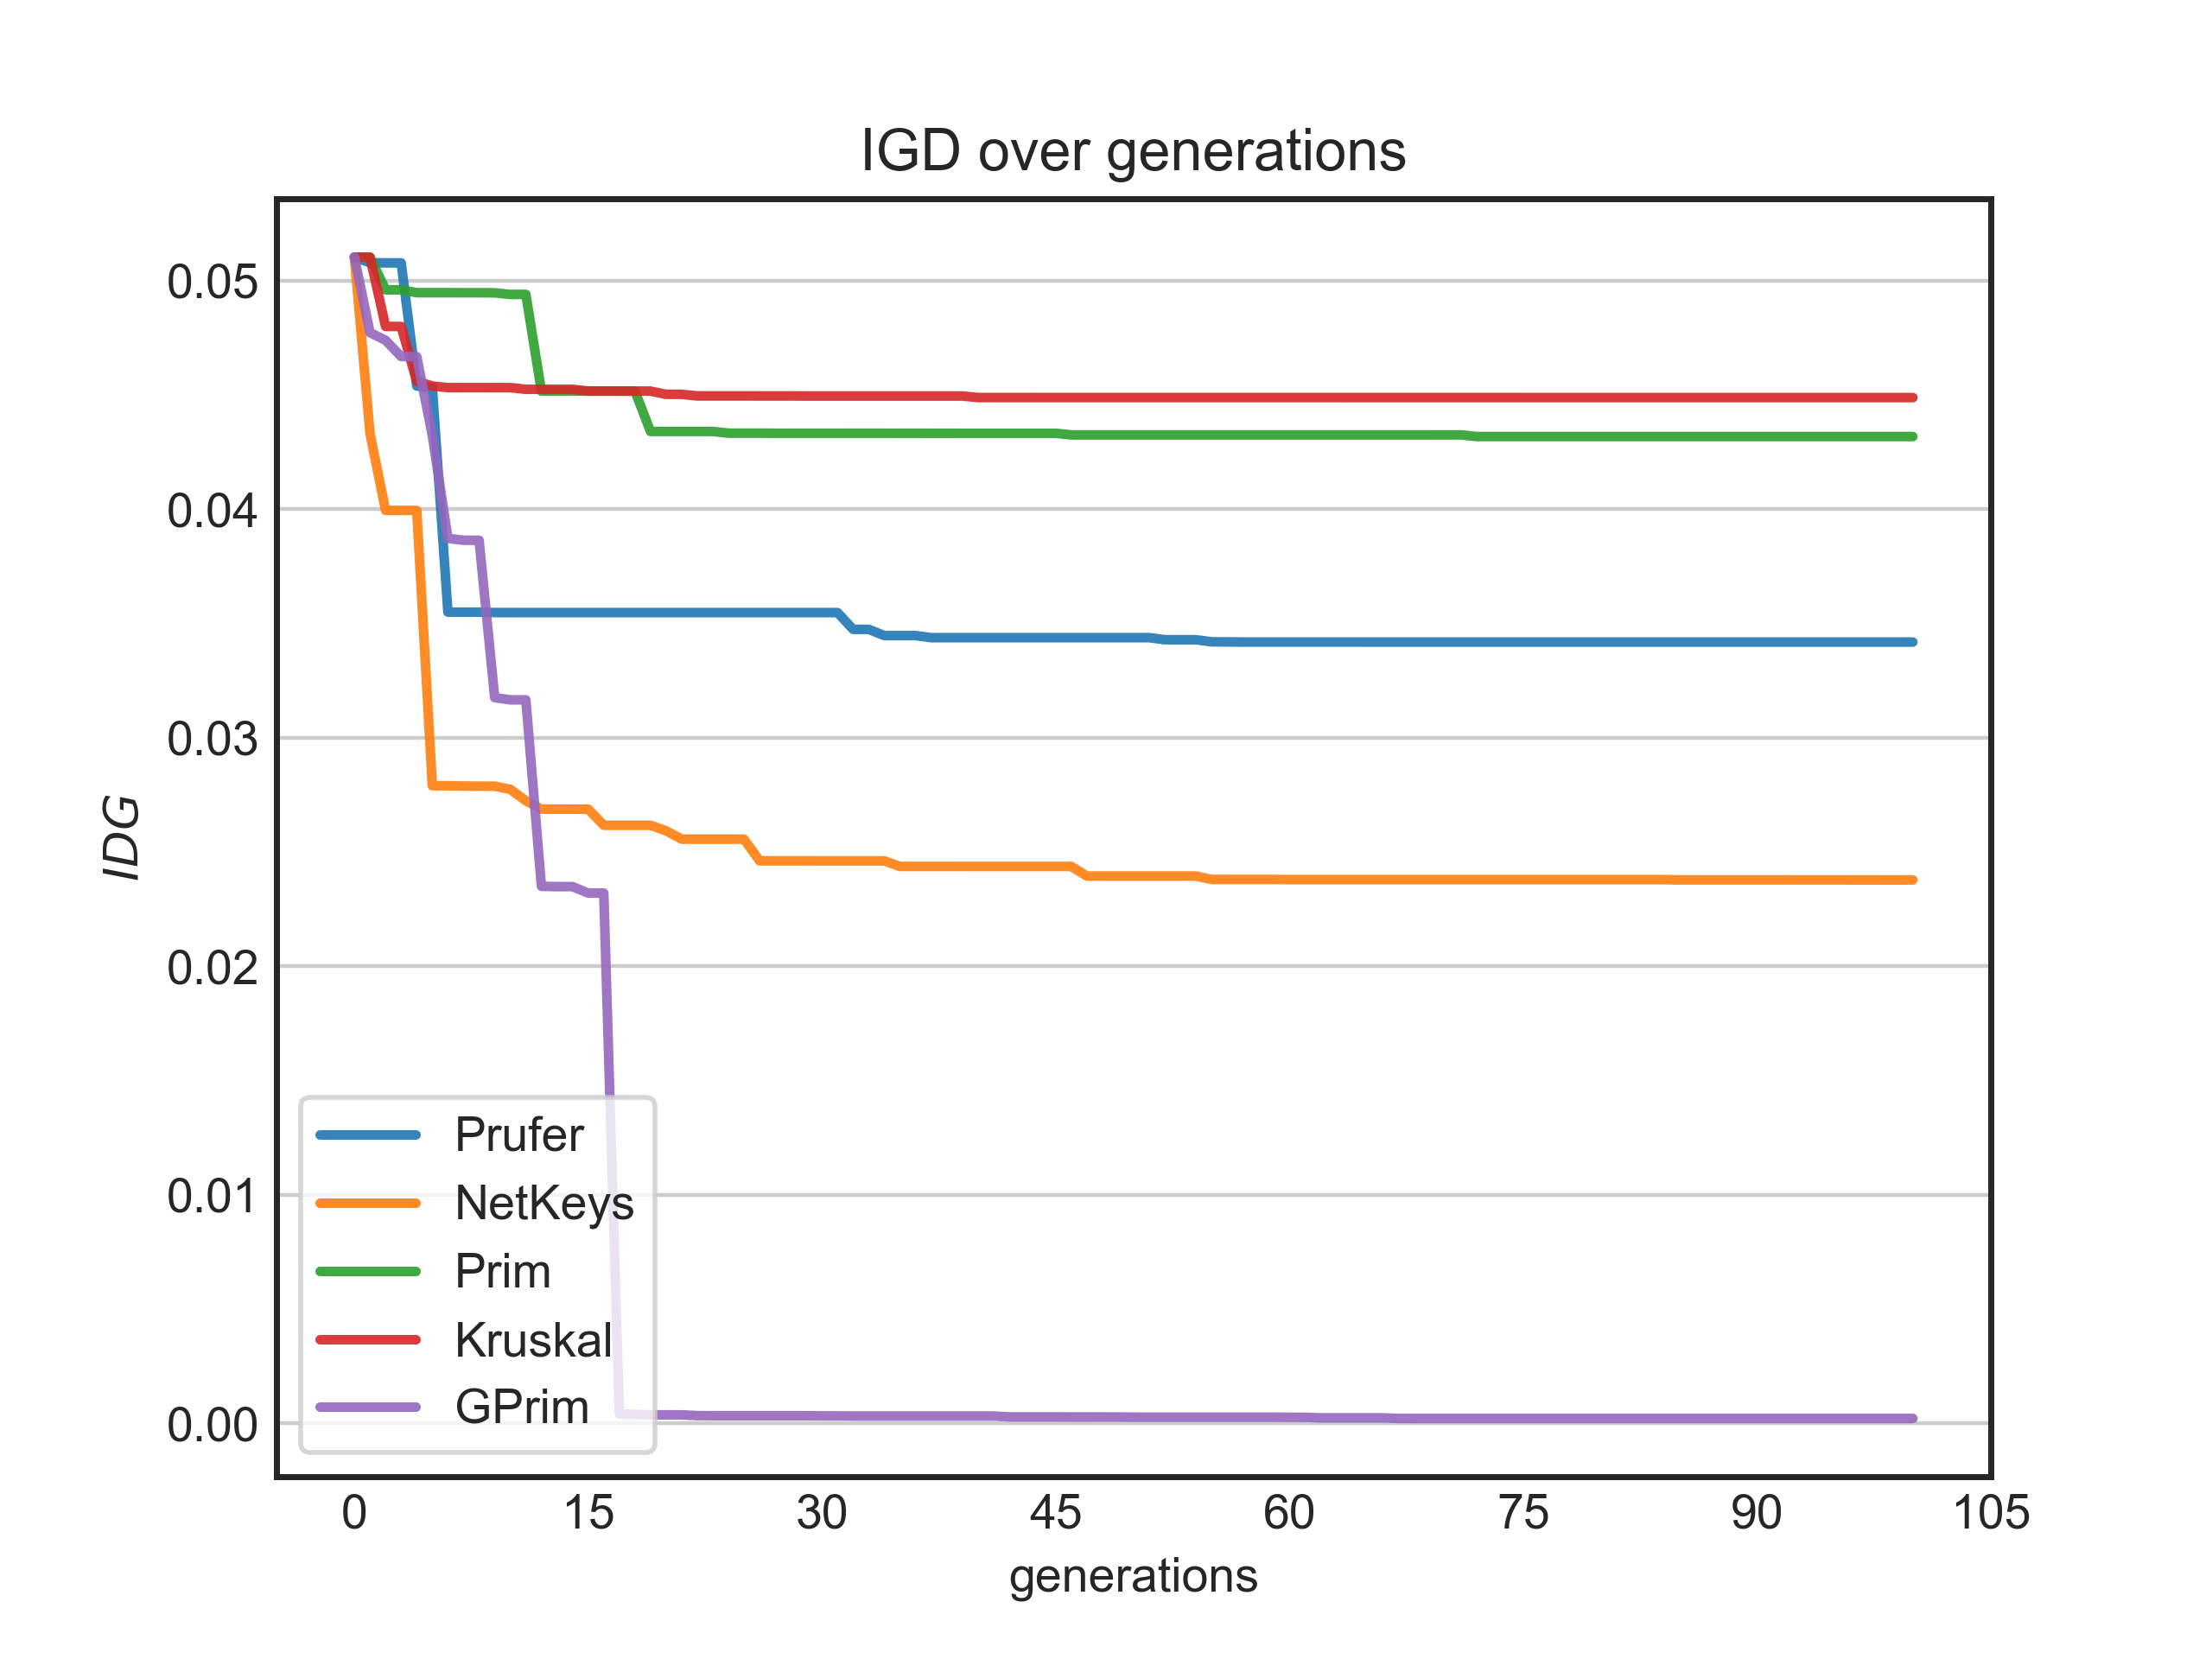 IGD over generations
0.05
0.04
0.03
0.02
0.01
0.00
IDG
Prufer
NetKeys
Prim
Kruskal
GPrim
0 15 30 45 60 75 90 105
generations